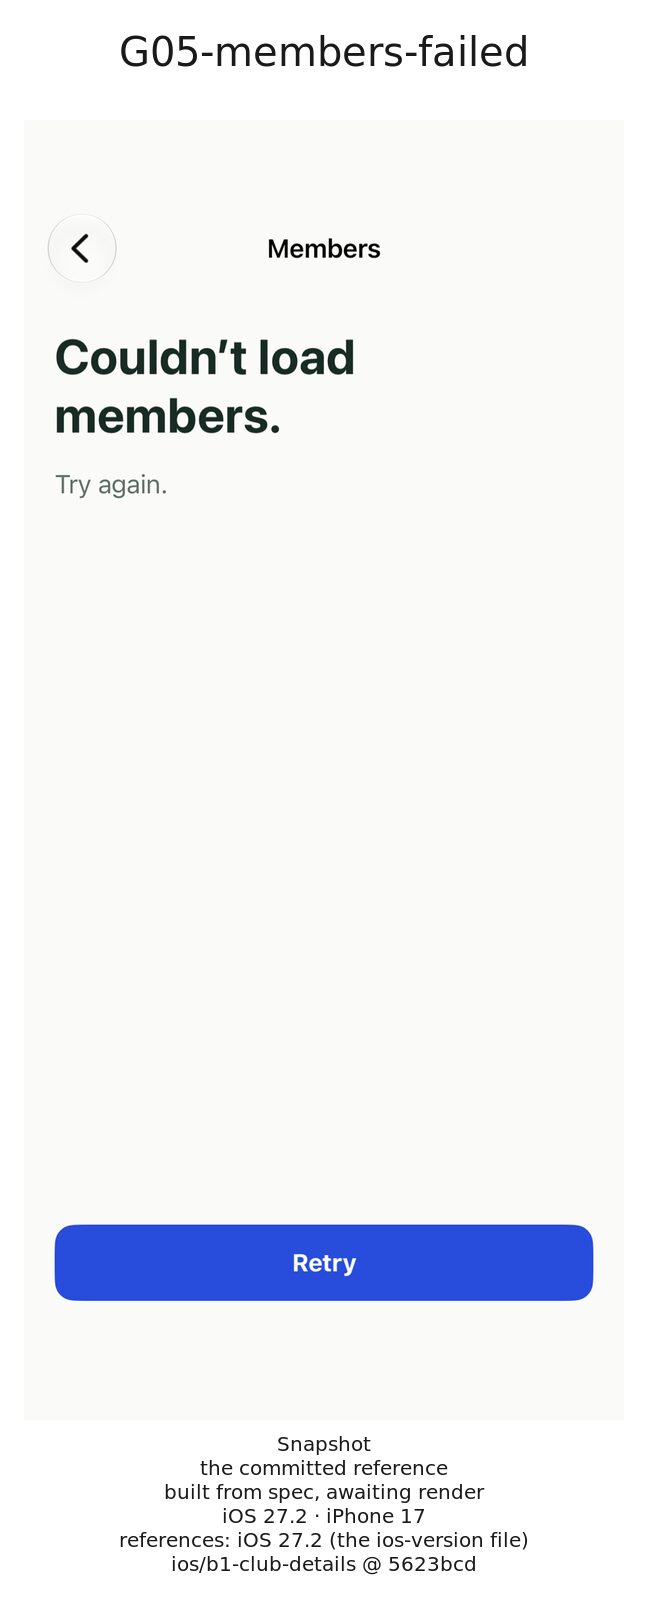 G05-members-failed
Members
Couldn’t load
members.
Try again.
Retry
Snapshot
the committed reference
built from spec, awaiting render
iOS 27.2 · iPhone 17
references: iOS 27.2 (the ios-version file)
ios/b1-club-details @ 5623bcd